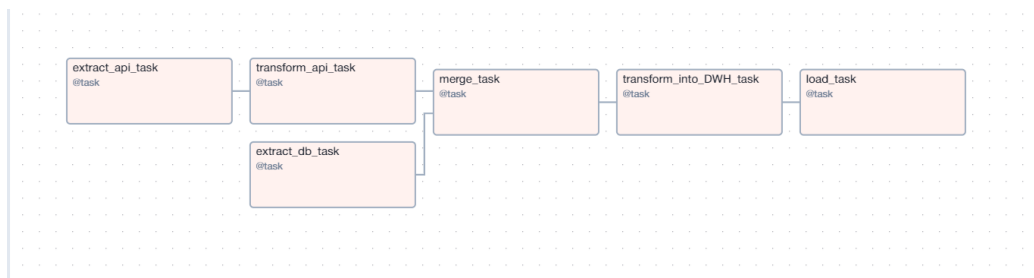 extract_api_task
@task
transform_api_task
@task
extract_db_task
@task
merge_task
@task
transform_into_DWH_task
@task
load_task
@task